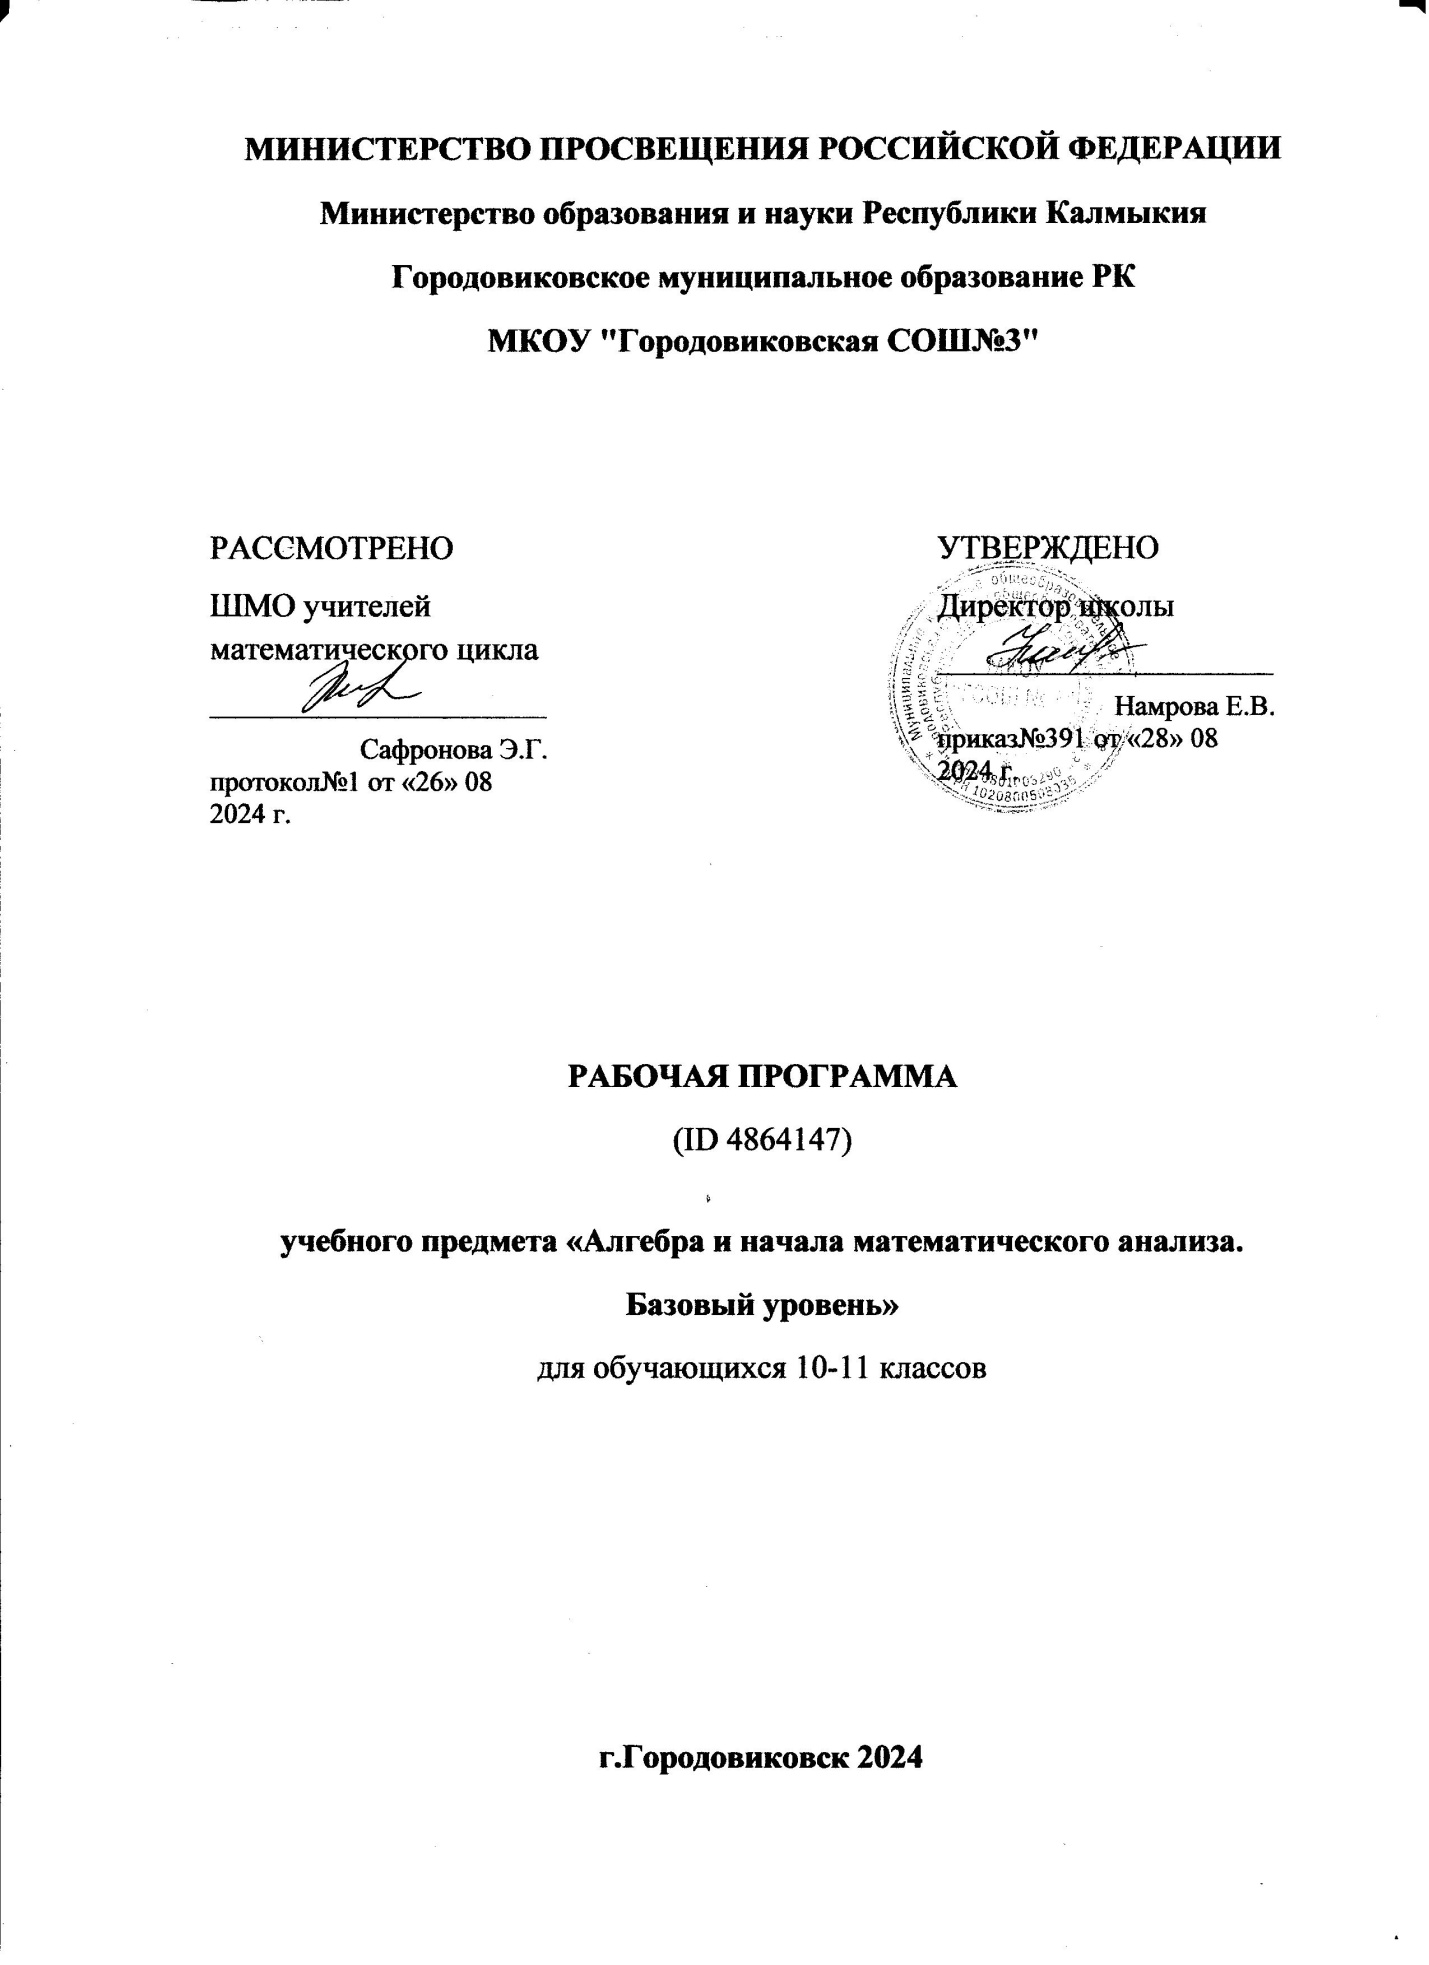 МИНИСТЕРСТВО ПРОСВЕЩЕНИЯ РОССИЙСКОЙ ФЕДЕРАЦИИ
Министерство образования и науки Республики Калмыкия
Городовиковское муниципальное образование РК
МКОУ "Городовиковская СОШ№3"
РАССМОТРЕНО
ШМО учителей
математического цикла
Сафронова Э.Г.
протокол№1 от «26» 08
2024 г.
УТВЕРЖДЕНО
Директор школы
Намрова Е.В.
приказ№391 от «28» 08
2024 г.
РАБОЧАЯ ПРОГРАММА
(ID 4864147)
учебного предмета «Алгебра и начала математического анализа.
Базовый уровень»
для обучающихся 10-11 классов
г.Городовиковск 2024